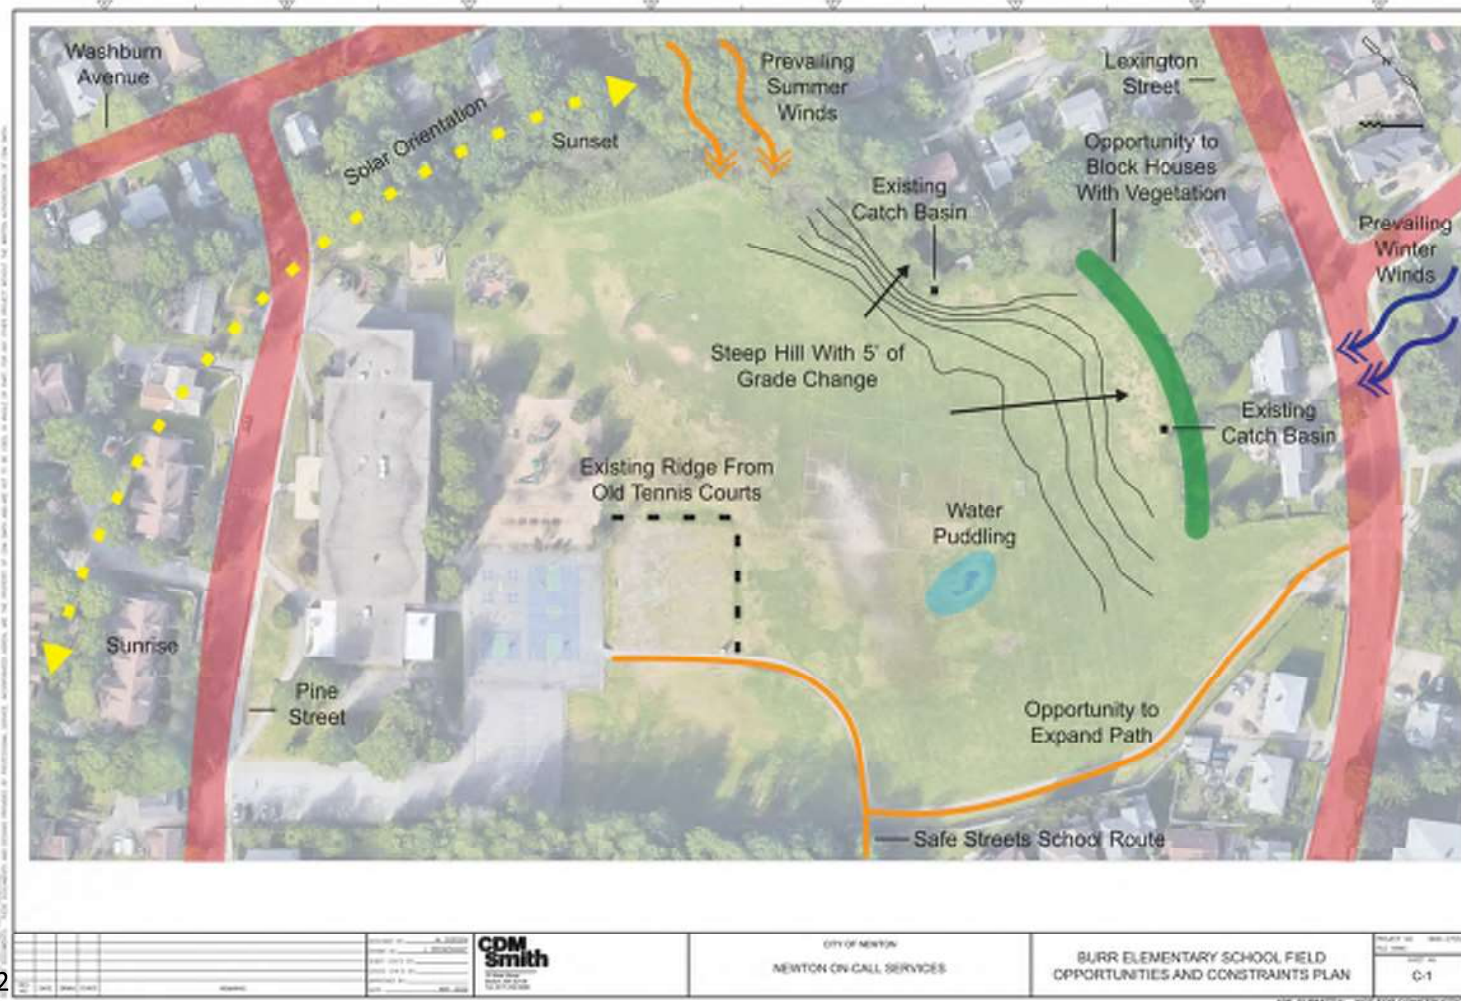 Washburn
Avenue
Solar Orientation
Sunset
Prevailing
Summer
Winds
Lexington
Street
N
Opportunity to
Block Houses
With Vegetation
Existing
Catch Basin
Prevailing
Winter
Winds
Steep Hill With 5' of
Grade Change
Existing
Catch Basin
Existing Ridge From
Old Tennis Courts
Water
Puddling
Sunrise
Pine
Street
Opportunity to
Expand Path
Safe Streets School Route
2
CDM
Smith
CITY OF NEWTON
NEWTON ON-CALL SERVICES
BURR ELEMENTARY SCHOOL FIELD
OPPORTUNITIES AND CONSTRAINTS PLAN
C-1